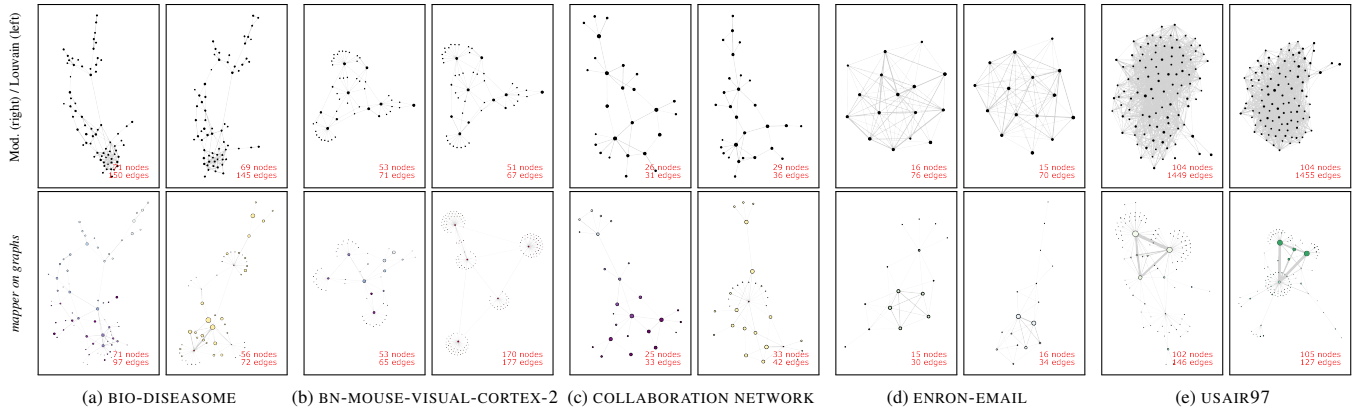 Mod. (right) / Louvain (left)
71 nodes
150 edges
69 nodes
145 edges
53 nodes
71 edges
51 nodes
67 edges
26 nodes
31 edges
29 nodes
36 edges
16 nodes
76 edges
15 nodes
70 edges
104 nodes
1449 edges
104 nodes
1455 edges
mapper on graphs
71 nodes
97 edges
56 nodes
72 edges
53 nodes
65 edges
170 nodes
177 edges
25 nodes
33 edges
33 nodes
42 edges
15 nodes
30 edges
16 nodes
34 edges
102 nodes
146 edges
105 nodes
127 edges
(a) BIO-DISEASOME
(b) BN-MOUSE-VISUAL-CORTEX-2
(c) COLLABORATION NETWORK
(d) ENRON-EMAIL
(e) USAIR97